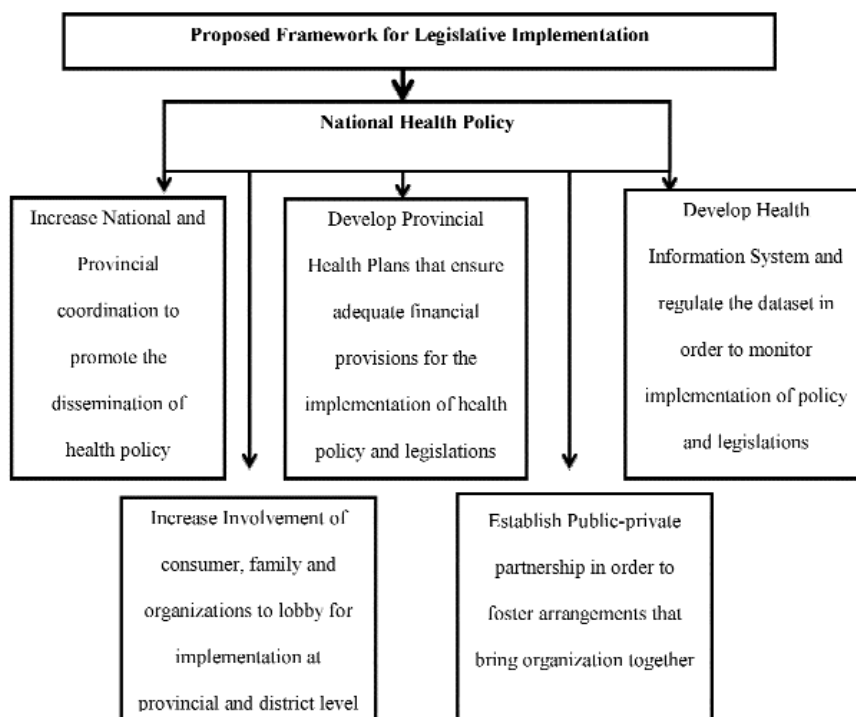 Proposed Framework for Legislative Implementation
National Health Policy
Increase National and
Provincial
coordination to
promote the
dissemination of
health policy
Develop Provincial
Health Plans that ensure
adequate financial
provisions for the
implementation of health
policy and legislations
Develop Health
Information System and
regulate the dataset in
order to monitor
implementation of policy
and legislations
Increase Involvement of
consumer, family and
organizations to lobby for
implementation at
provincial and district level
Establish Public-private
partnership in order to
foster arrangements that
bring organization together